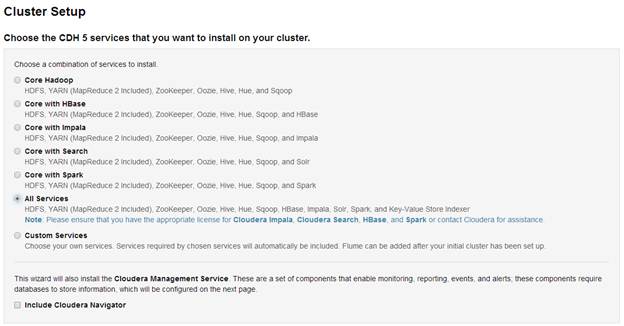 Cluster Setup
Choose the CDH 5 services that you want to install on your cluster.
Choose a combination of services to install.
Core Hadoop
HDFS, YARN (MapReduce 2 Included), ZooKeeper, Oozie, Hive, Hue, and Sqoop
Core with HBase
HDFS, YARN (MapReduce 2 Included), ZooKeeper, Oozie, Hive, Hue, Sqoop, and HBase
Core with Impala
HDFS, YARN (MapReduce 2 Included), ZooKeeper, Oozie, Hive, Hue, Sqoop, and Impala
Core with Search
HDFS, YARN (MapReduce 2 Included), ZooKeeper, Oozie, Hive, Hue, Sqoop, and Solr
Core with Spark
HDFS, YARN (MapReduce 2 Included), ZooKeeper, Oozie, Hive, Hue, Sqoop, and Spark
All Services
HDFS, YARN (MapReduce 2 Included), ZooKeeper, Oozie, Hive, Hue, Sqoop, HBase, Impala, Solr, Spark, and Key-Value Store Indexer
Note: Please ensure that you have the appropriate license for Cloudera Impala, Cloudera Search, HBase, and Spark or contact Cloudera for assistance.
Custom Services
Choose your own services. Services required by chosen services will automatically be included. Flume can be added after your initial cluster has been set up.
This wizard will also install the Cloudera Management Service. These are a set of components that enable monitoring, reporting, events, and alerts; these components require
databases to store information, which will be configured on the next page.
Include Cloudera Navigator